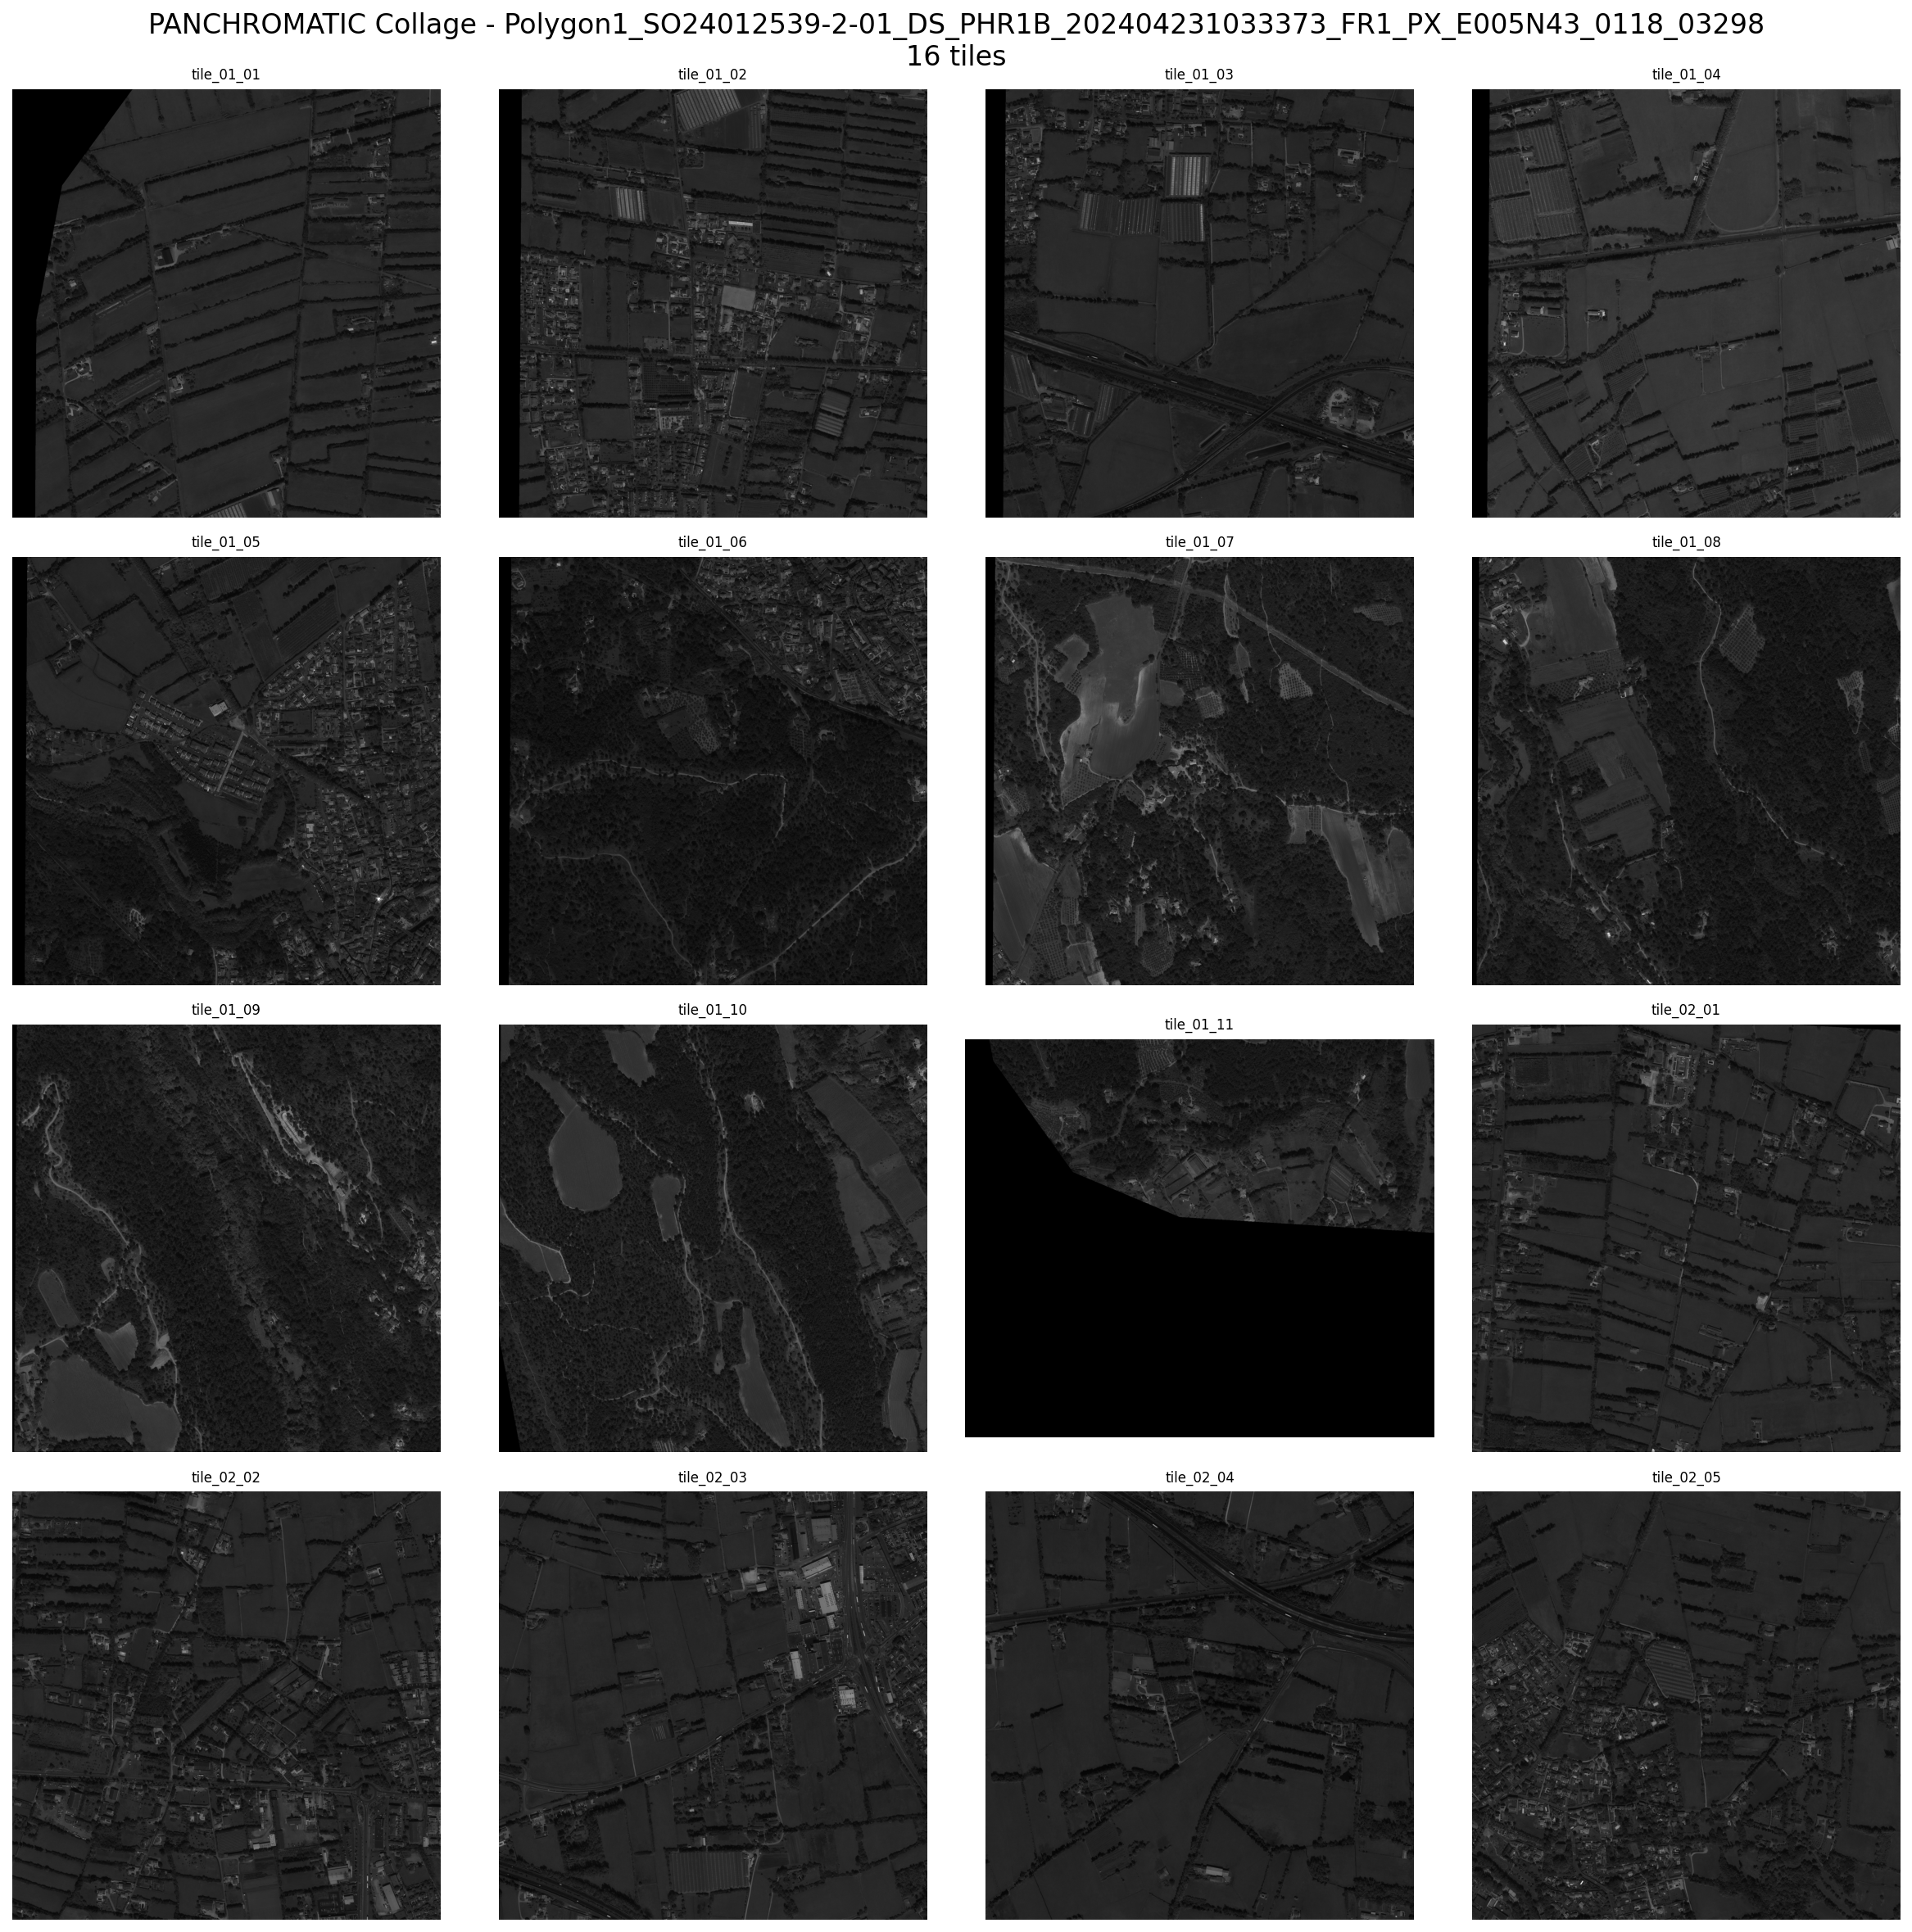 PANCHROMATIC Collage - Polygon1_SO24012539-2-01_DS_PHR1B_202404231033373_FR1_PX_E005N43_0118_03298
16 tiles
tile_01_01
tile_01_02
tile_01_03
tile_01_04
tile_01_05
tile_01_06
tile_01_07
tile_01_08
tile_01_09
tile_01_10
tile_01_11
tile_02_01
tile_02_02
tile_02_03
tile_02_04
tile_02_05